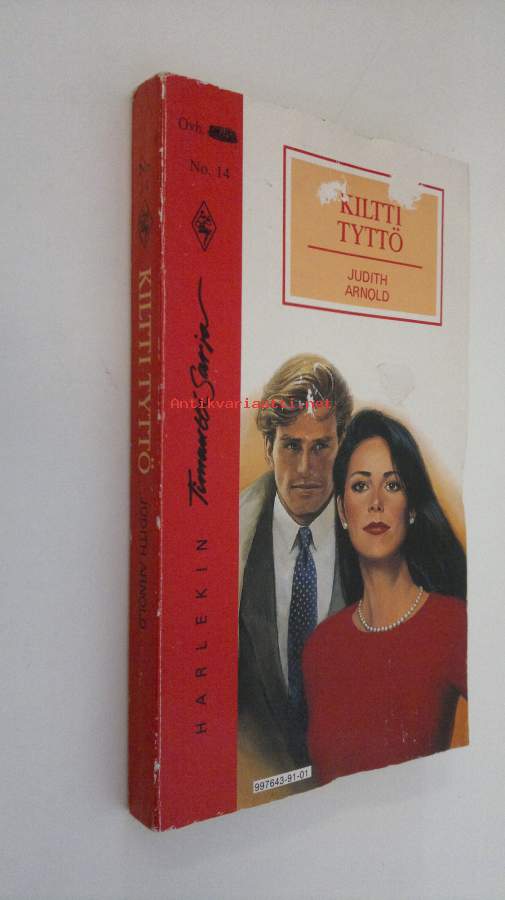 Ovh.
No. 14
KILTTI
TYTTÖ
JUDITH
ARNOLD
HARLEKIN Timantti Sarja
KILTTI TYTTÖ JUDITH ARNOLD
Antikvariaatti.net
997643-91-01